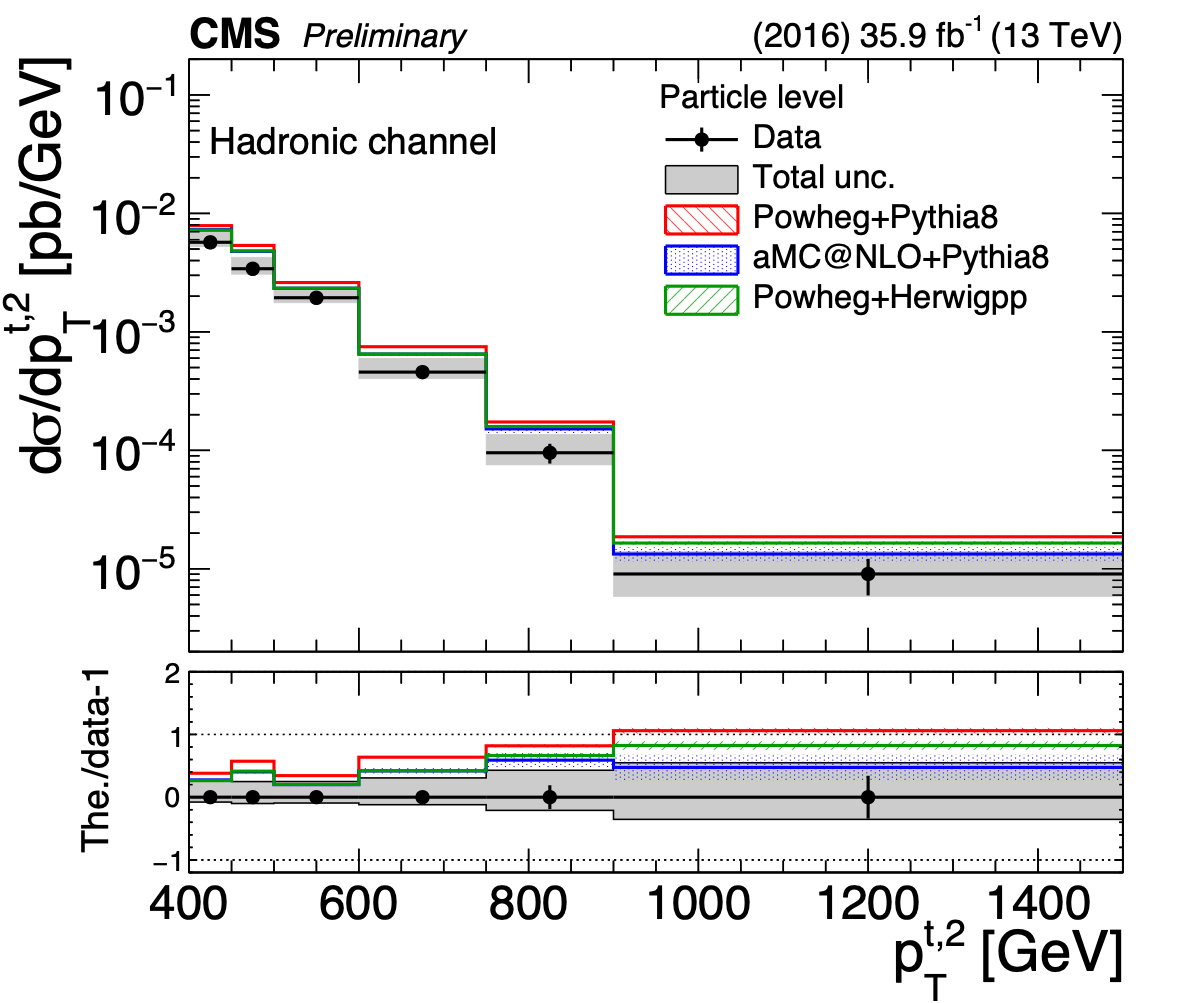 CMS Preliminary (2016) 35.9 fb⁻¹ (13 TeV)
Hadronic channel
Particle level
Data
Total unc.
Powheg+Pythia8
aMC@NLO+Pythia8
Powheg+Herwigpp
dσ/dp_T^{t,2} [pb/GeV]
10⁻¹
10⁻²
10⁻³
10⁻⁴
10⁻⁵
The./data-1
2
1
0
−1
400 600 800 1000 1200 1400
p_T^{t,2} [GeV]